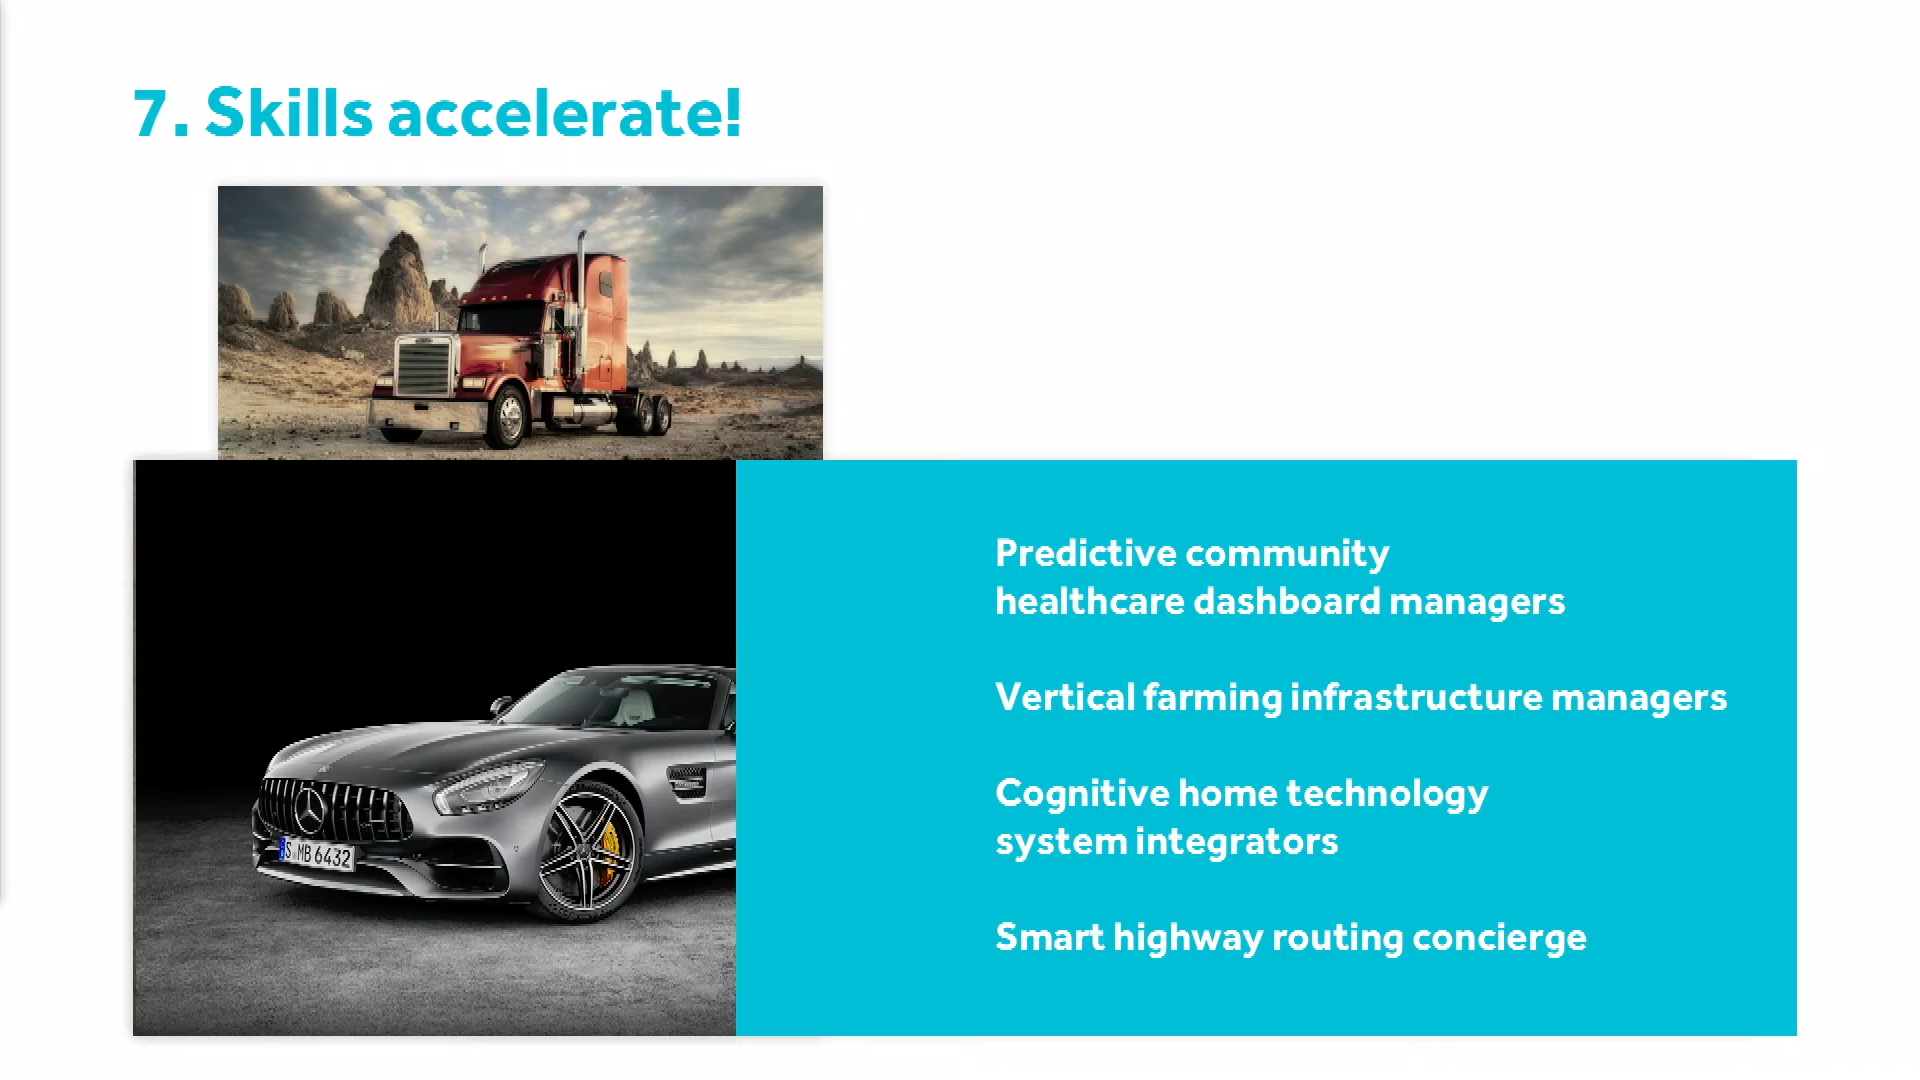 7. Skills accelerate!
S MB 6432
Predictive community
healthcare dashboard managers
Vertical farming infrastructure managers
Cognitive home technology
system integrators
Smart highway routing concierge